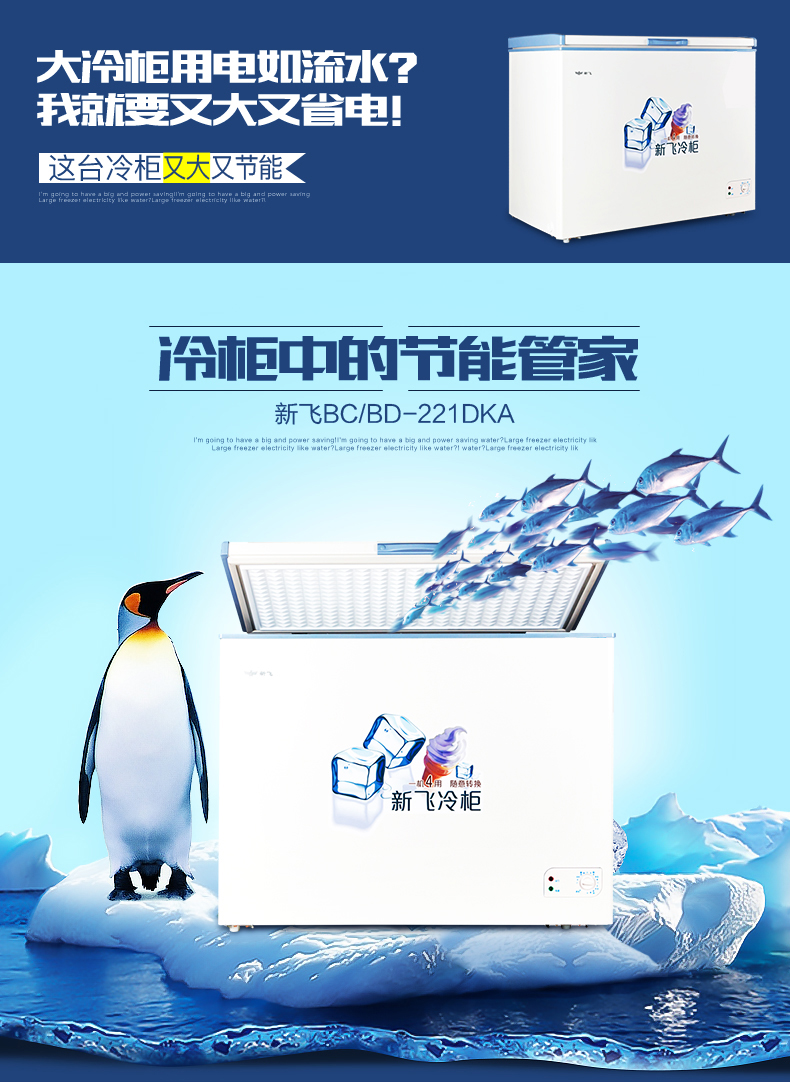 大冷柜用电如流水?
我就要又大又省电!
这台冷柜又大又节能
I'm going to have a big and power saving!I'm going to have a big and power saving
Large freezer electricity like water?Large freezer electricity like water?!
新飞冷柜
冷柜中的节能管家
新飞BC/BD-221DKA
I'm going to have a big and power saving!I'm going to have a big and power saving water?Large freezer electricity lik
Large freezer electricity like water?Large freezer electricity like water?! water?Large freezer electricity lik
一机4用 随意转换
新飞冷柜